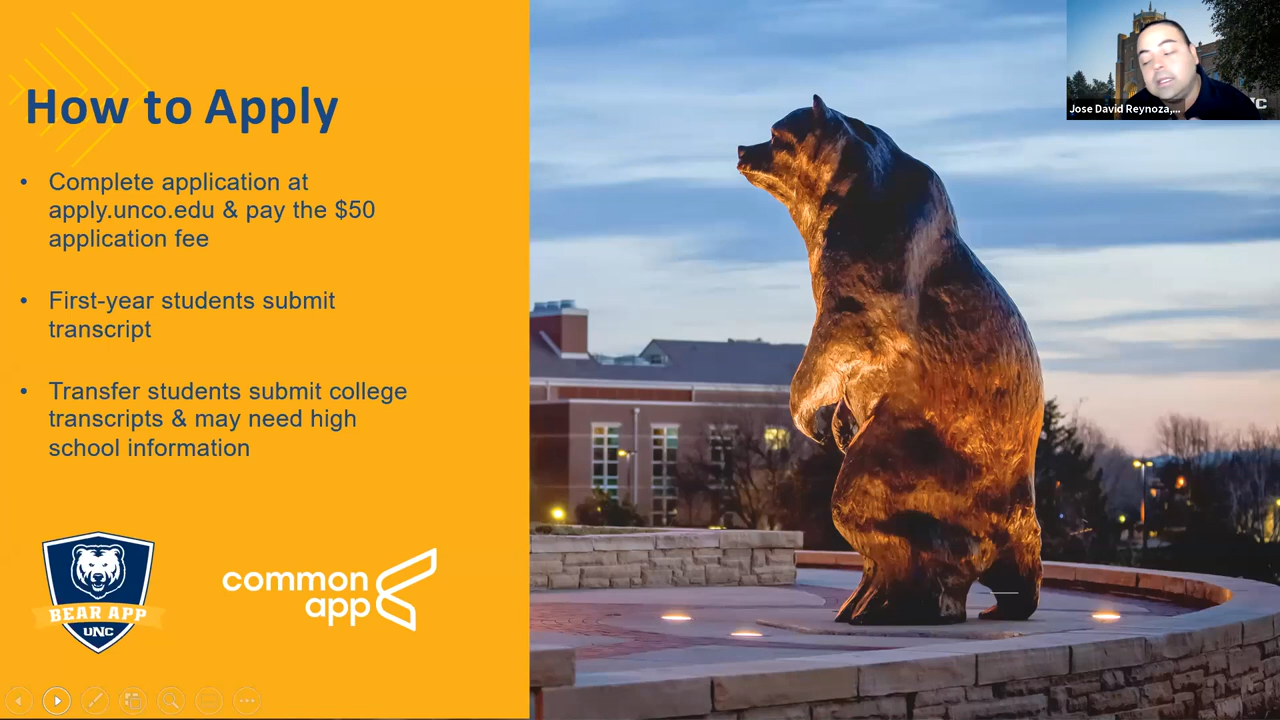 How to Apply
• Complete application at
apply.unco.edu & pay the $50
application fee
• First-year students submit
transcript
• Transfer students submit college
transcripts & may need high
school information
BEAR APP
UNC
common
app
Jose David Reynoza,...
C